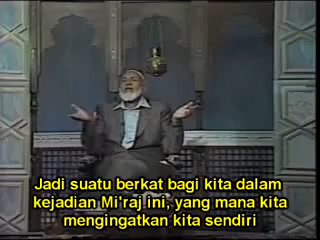 Jadi suatu berkat bagi kita dalam
kejadian Mi'raj ini, yang mana kita
mengingatkan kita sendiri